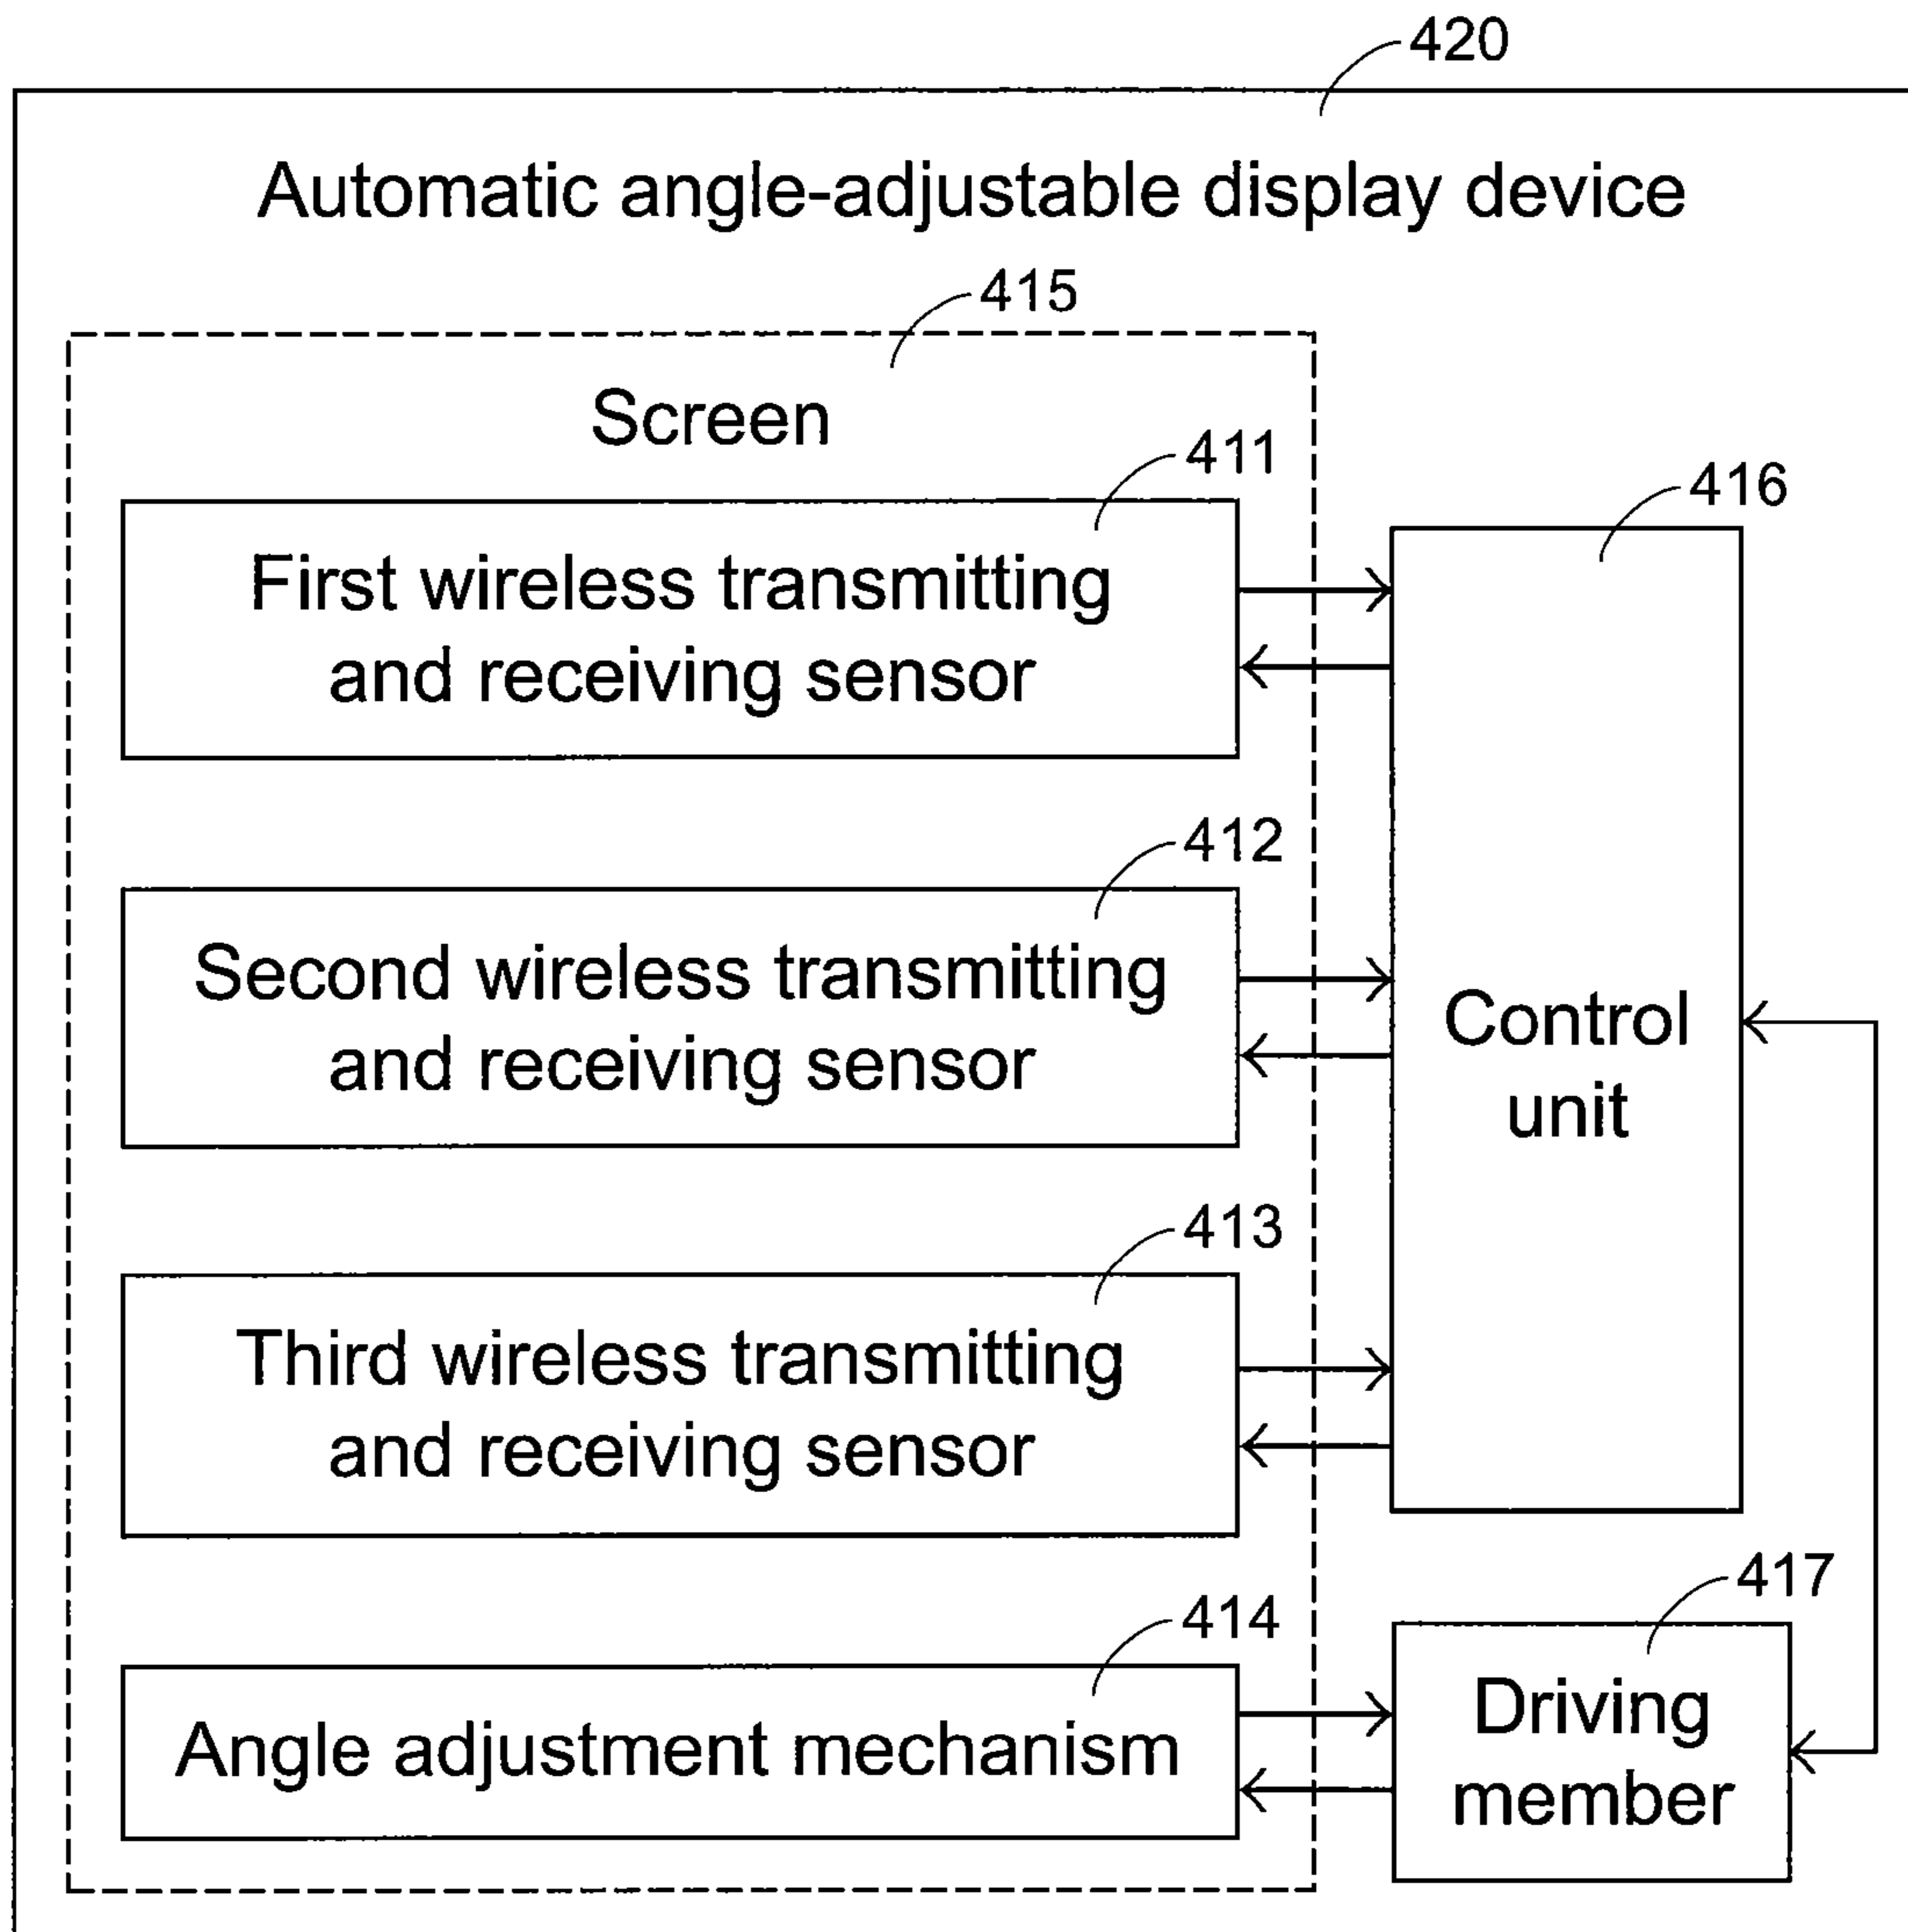 420
Automatic angle-adjustable display device
415
Screen
411
First wireless transmitting
and receiving sensor
416
412
Second wireless transmitting
and receiving sensor
Control
unit
413
Third wireless transmitting
and receiving sensor
417
414
Angle adjustment mechanism
Driving
member